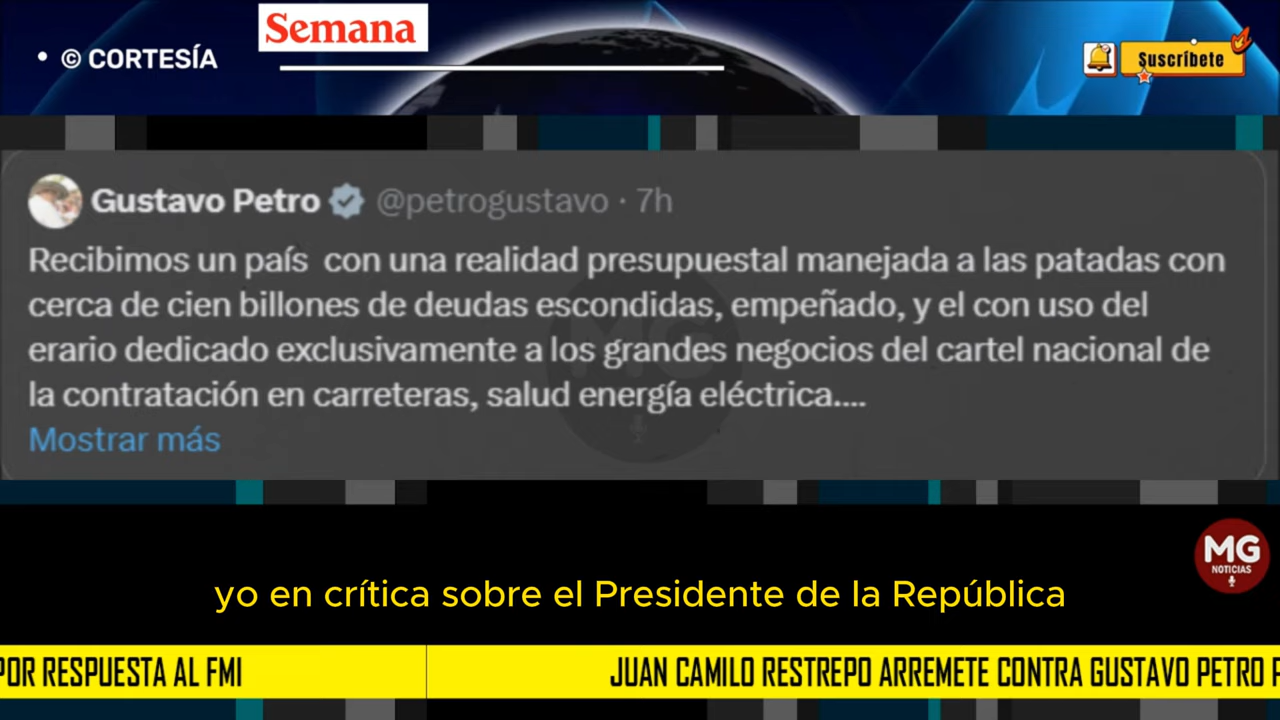 Semana
• © CORTESÍA
Suscríbete
Gustavo Petro @petrogustavo · 7h
Recibimos un país con una realidad presupuestal manejada a las patadas con
cerca de cien billones de deudas escondidas, empeñado, y el con uso del
erario dedicado exclusivamente a los grandes negocios del cartel nacional de
la contratación en carreteras, salud energía eléctrica....
Mostrar más
MG
NOTICIAS
yo en crítica sobre el Presidente de la República
POR RESPUESTA AL FMI
JUAN CAMILO RESTREPO ARREMETE CONTRA GUSTAVO PETRO